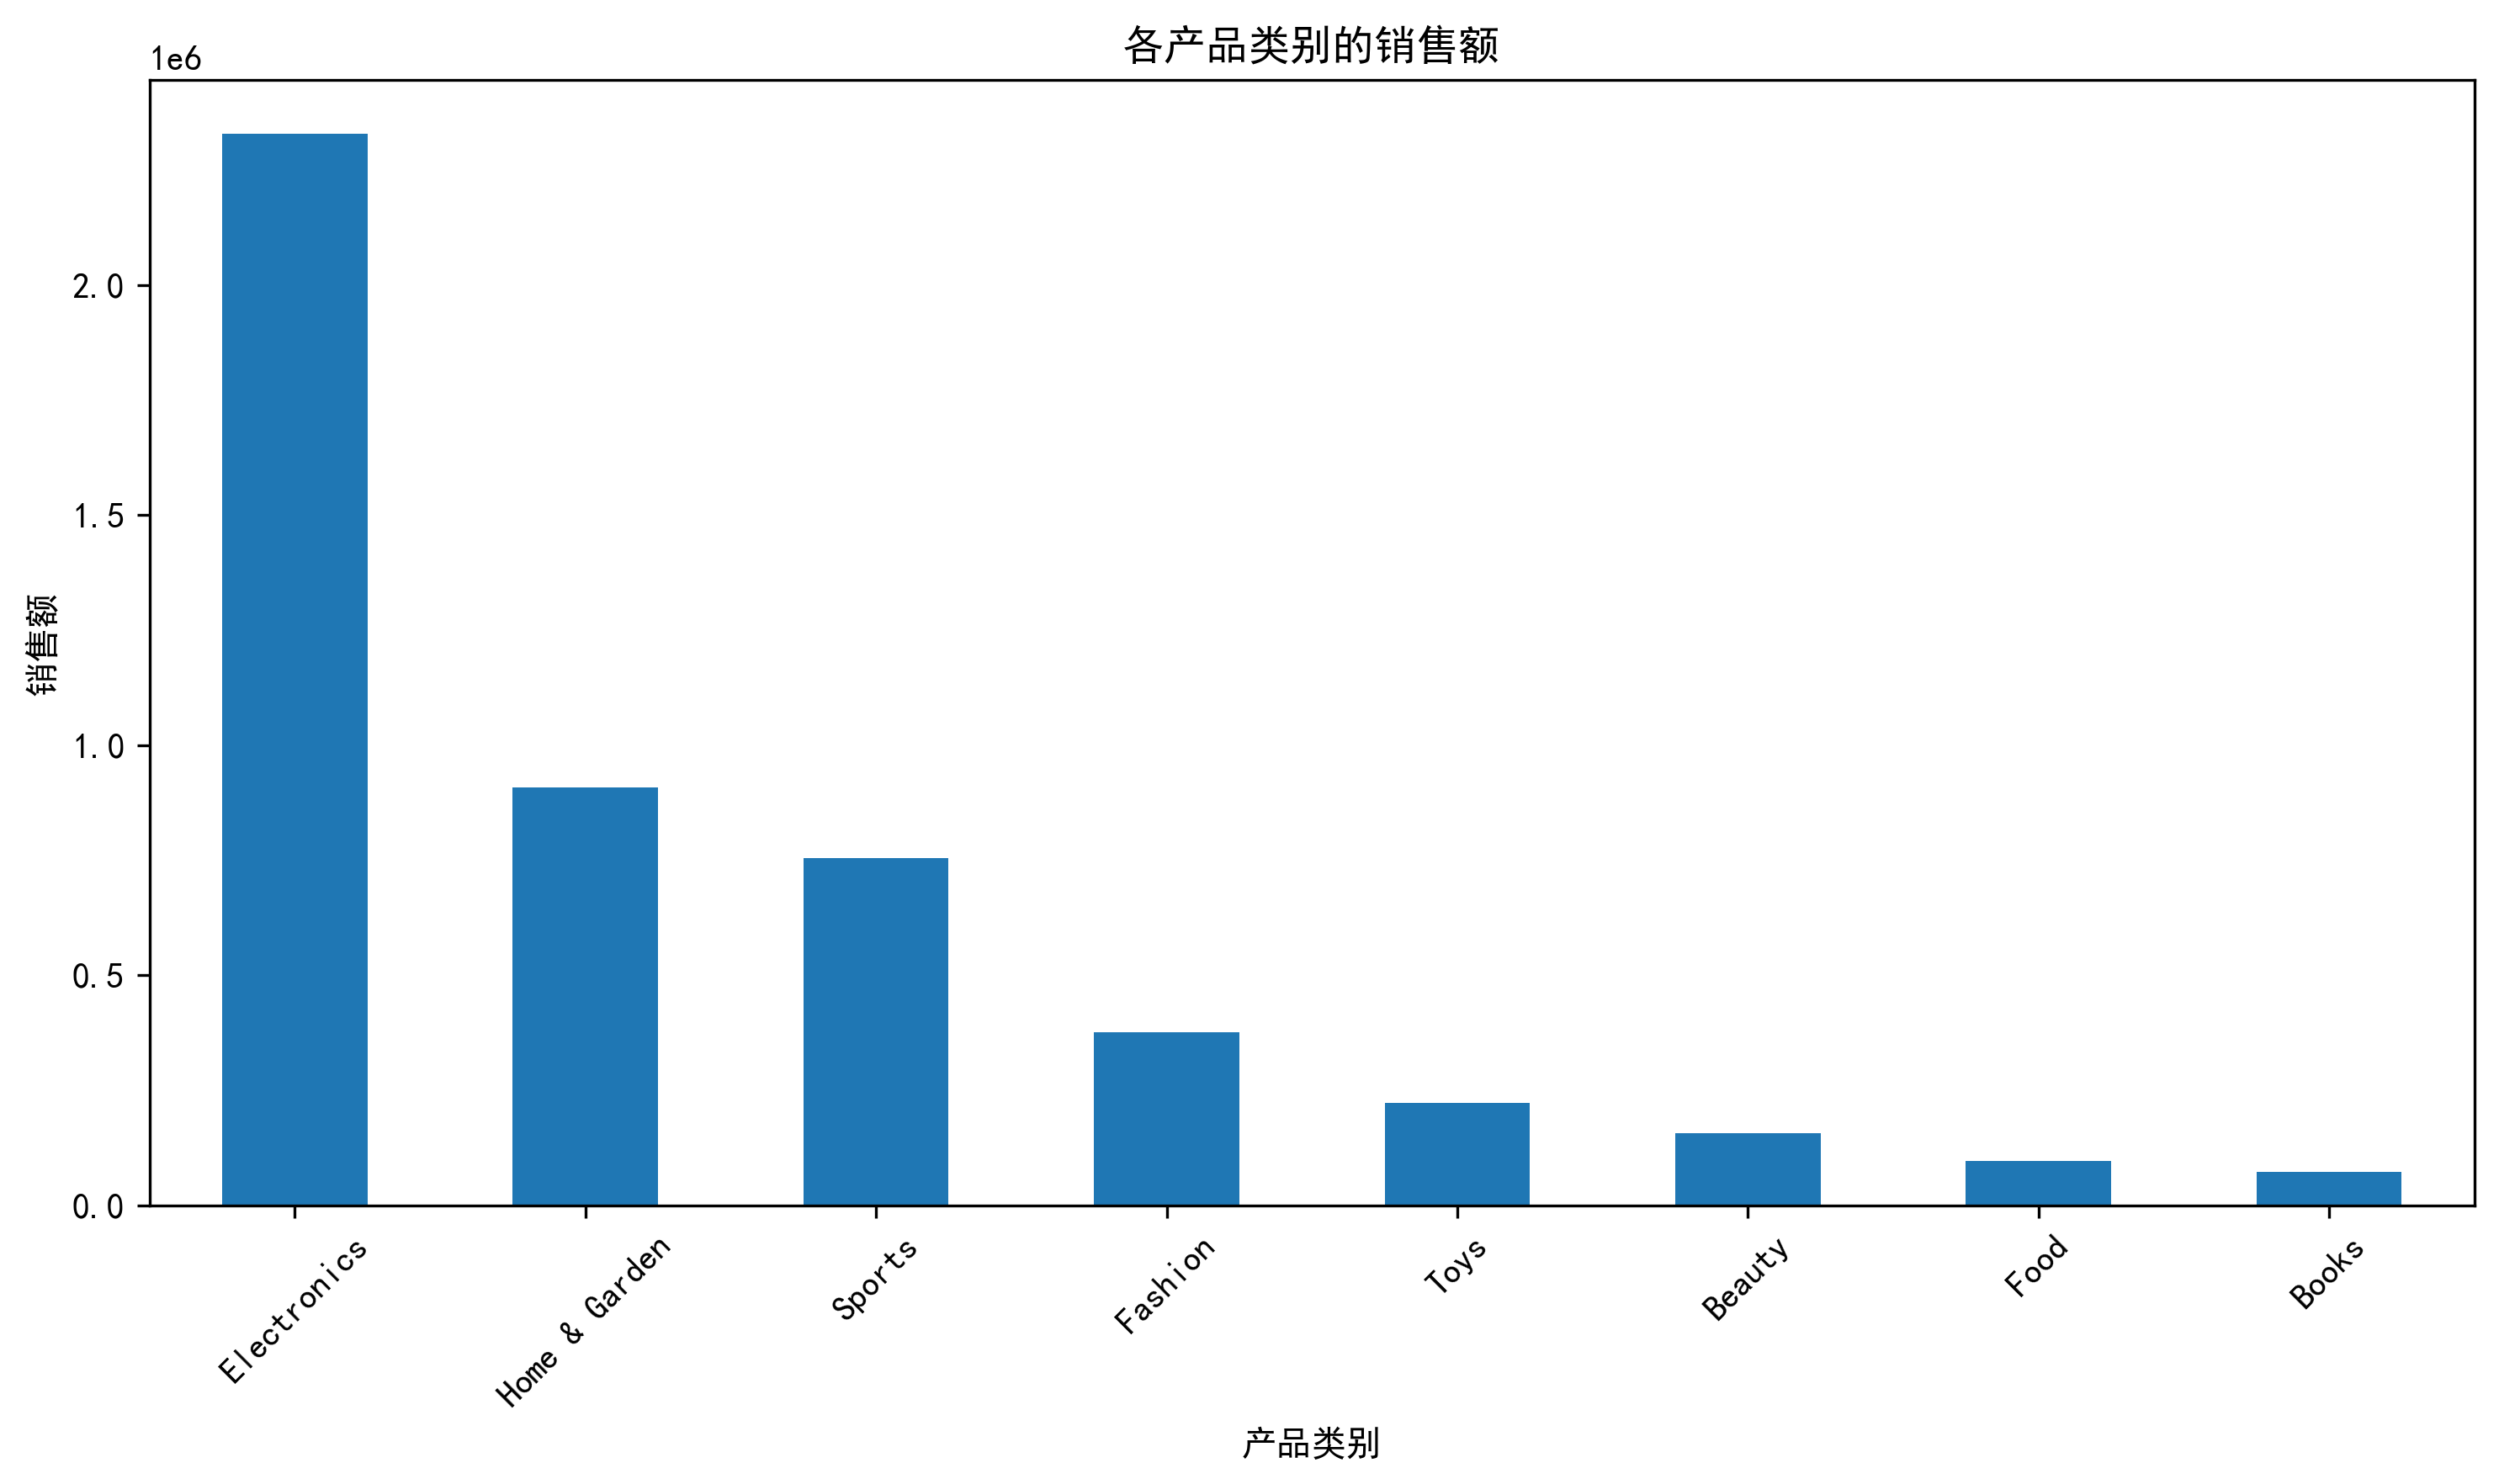 各产品类别的销售额
1e6
2.0
1.5
1.0
0.5
0.0
销售额
Electronics
Home & Garden
Sports
Fashion
Toys
Beauty
Food
Books
产品类别